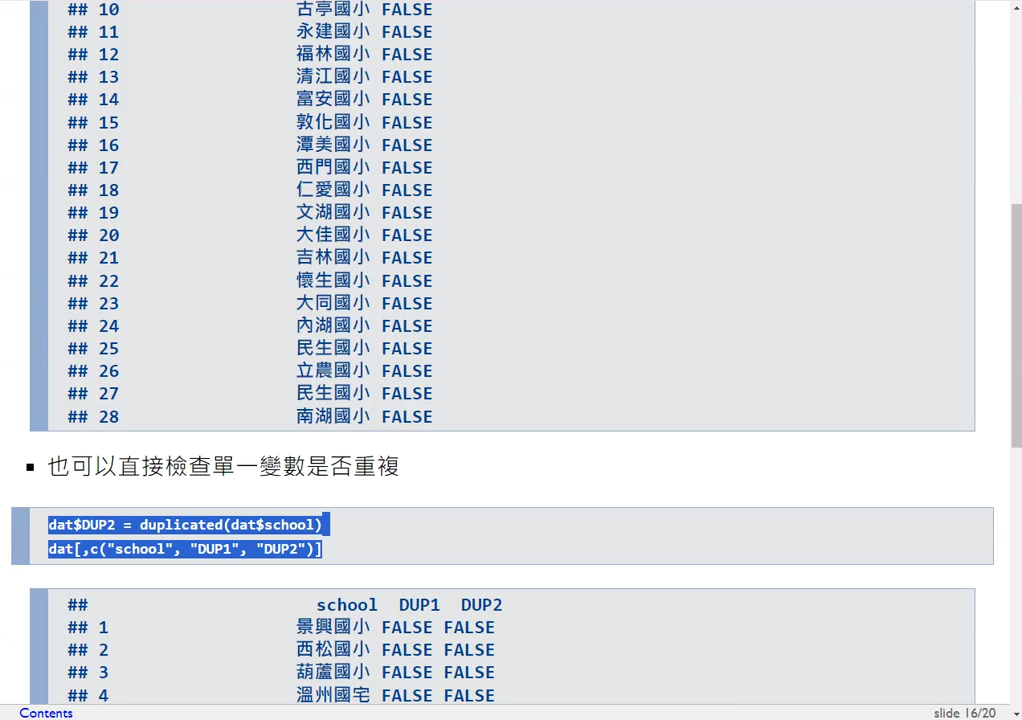 ## 10 古亭國小 FALSE
## 11 永建國小 FALSE
## 12 福林國小 FALSE
## 13 清江國小 FALSE
## 14 富安國小 FALSE
## 15 敦化國小 FALSE
## 16 潭美國小 FALSE
## 17 西門國小 FALSE
## 18 仁愛國小 FALSE
## 19 文湖國小 FALSE
## 20 大佳國小 FALSE
## 21 吉林國小 FALSE
## 22 懷生國小 FALSE
## 23 大同國小 FALSE
## 24 內湖國小 FALSE
## 25 民生國小 FALSE
## 26 立農國小 FALSE
## 27 民生國小 FALSE
## 28 南湖國小 FALSE
▪ 也可以直接檢查單一變數是否重複
dat$DUP2 = duplicated(dat$school)
dat[,c("school", "DUP1", "DUP2")]
## school DUP1 DUP2
## 1 景興國小 FALSE FALSE
## 2 西松國小 FALSE FALSE
## 3 葫蘆國小 FALSE FALSE
## 4 溫州國宅 FALSE FALSE
Contents slide 16/20